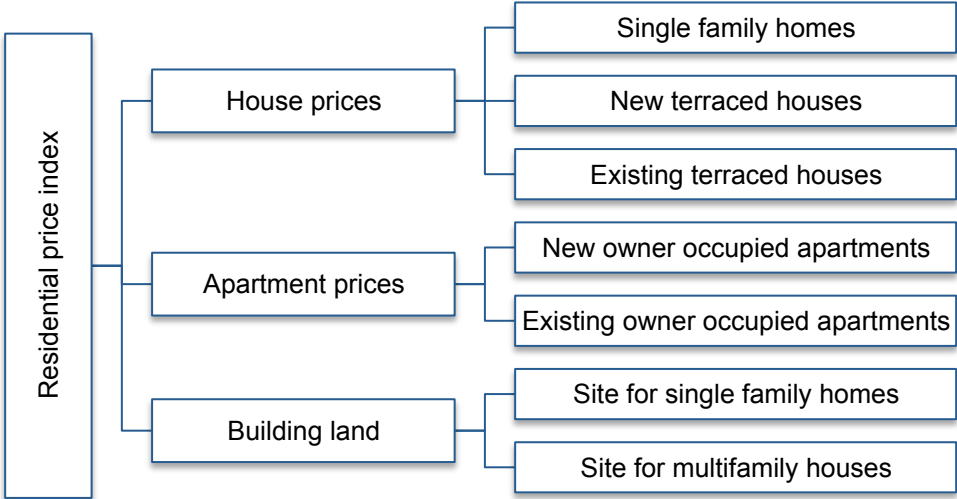 Residential price index
House prices
Single family homes
New terraced houses
Existing terraced houses
Apartment prices
New owner occupied apartments
Existing owner occupied apartments
Building land
Site for single family homes
Site for multifamily houses